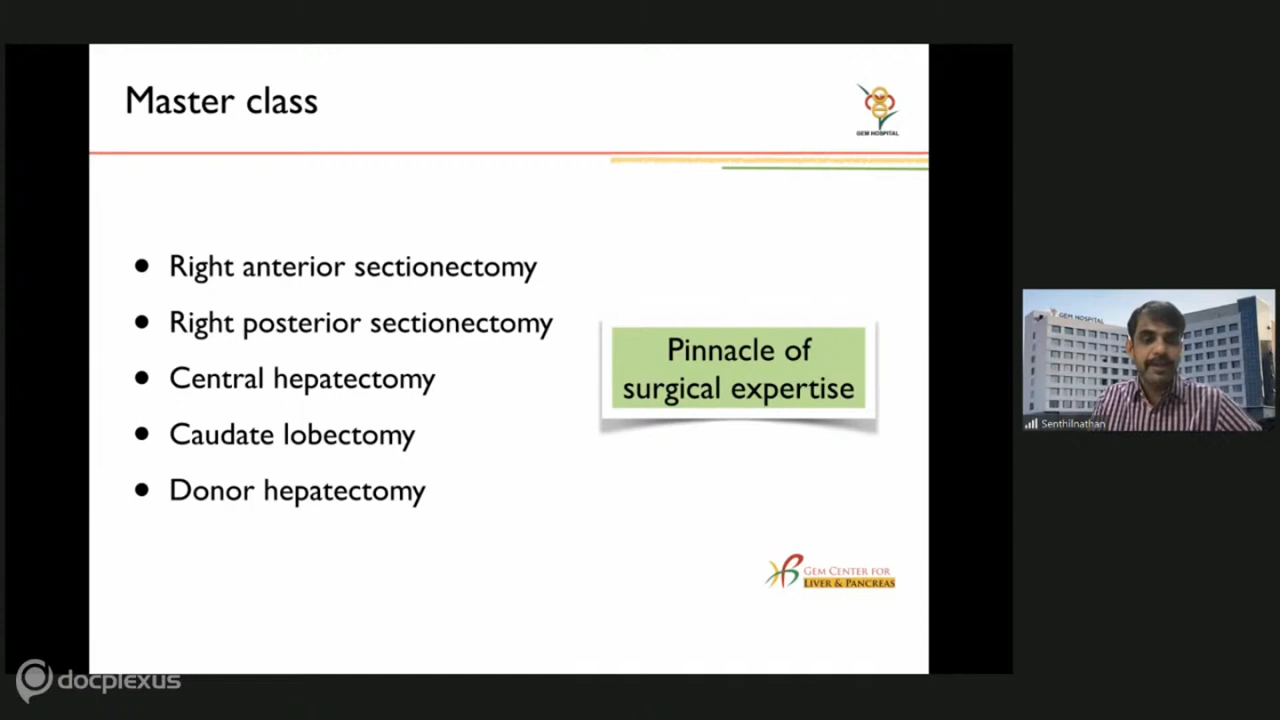 Master class
GEM HOSPITAL
● Right anterior sectionectomy
● Right posterior sectionectomy
● Central hepatectomy
● Caudate lobectomy
● Donor hepatectomy
Pinnacle of
surgical expertise
GEM CENTER FOR
LIVER & PANCREAS
GEM HOSPITAL
Senthilnathan
docplexus